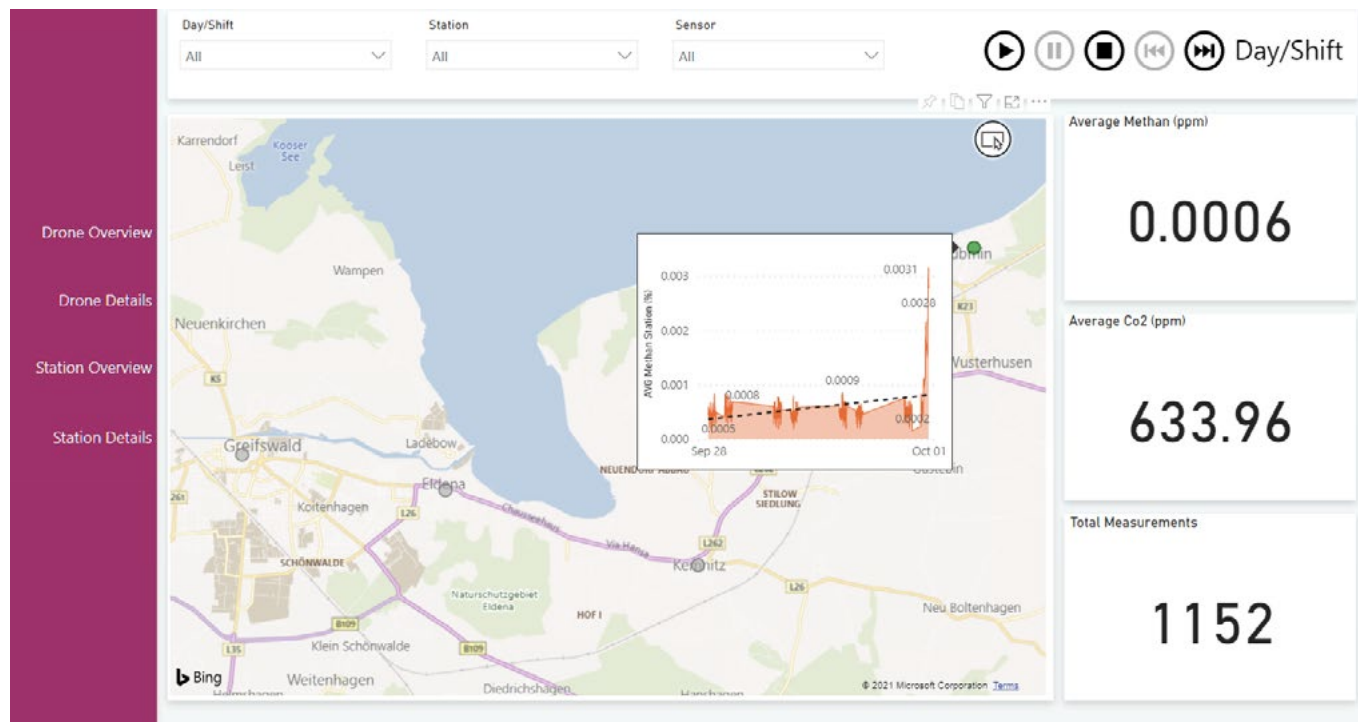 Day/Shift
All
Station
All
Sensor
All
Day/Shift
Drone Overview
Drone Details
Station Overview
Station Details
Karrendorf
Kooser
See
Leist
Wampen
Neuenkirchen
K5
Greifswald
Ladebow
Eldena
261
Koitenhagen
L26
Chausseehaus
Via Hansa
SCHÖNWALDE
Naturschutzgebiet
Eldena
HOF I
B109
L35
Klein Schönwalde
B109
Weitenhagen
Diedrichshagen
Hanshagen
STILOW
SIEDLUNG
L262
L26
Neu Boltenhagen
K23
Wusterhusen
AVG Methan Station (%)
0.003
0.002
0.001
0.000
0.0031
0.0028
0.0009
0.0008
0.0005
0.0002
Sep 28
Oct 01
Bing
© 2021 Microsoft Corporation Terms
Average Methan (ppm)
0.0006
Average Co2 (ppm)
633.96
Total Measurements
1152